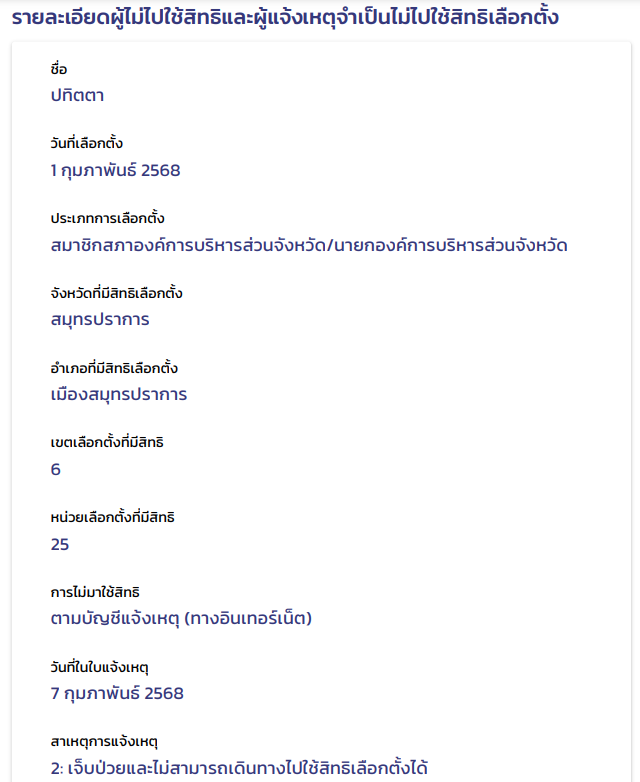 รายละเอียดผู้ไม่ไปใช้สิทธิและผู้แจ้งเหตุจำเป็นไม่ไปใช้สิทธิเลือกตั้ง
ชื่อ
ปทิตตา
วันที่เลือกตั้ง
1 กุมภาพันธ์ 2568
ประเภทการเลือกตั้ง
สมาชิกสภาองค์การบริหารส่วนจังหวัด/นายกองค์การบริหารส่วนจังหวัด
จังหวัดที่มีสิทธิเลือกตั้ง
สมุทรปราการ
อำเภอที่มีสิทธิเลือกตั้ง
เมืองสมุทรปราการ
เขตเลือกตั้งที่มีสิทธิ
6
หน่วยเลือกตั้งที่มีสิทธิ
25
การไม่มาใช้สิทธิ
ตามบัญชีแจ้งเหตุ (ทางอินเทอร์เน็ต)
วันที่ในใบแจ้งเหตุ
7 กุมภาพันธ์ 2568
สาเหตุการแจ้งเหตุ
2: เจ็บป่วยและไม่สามารถเดินทางไปใช้สิทธิเลือกตั้งได้